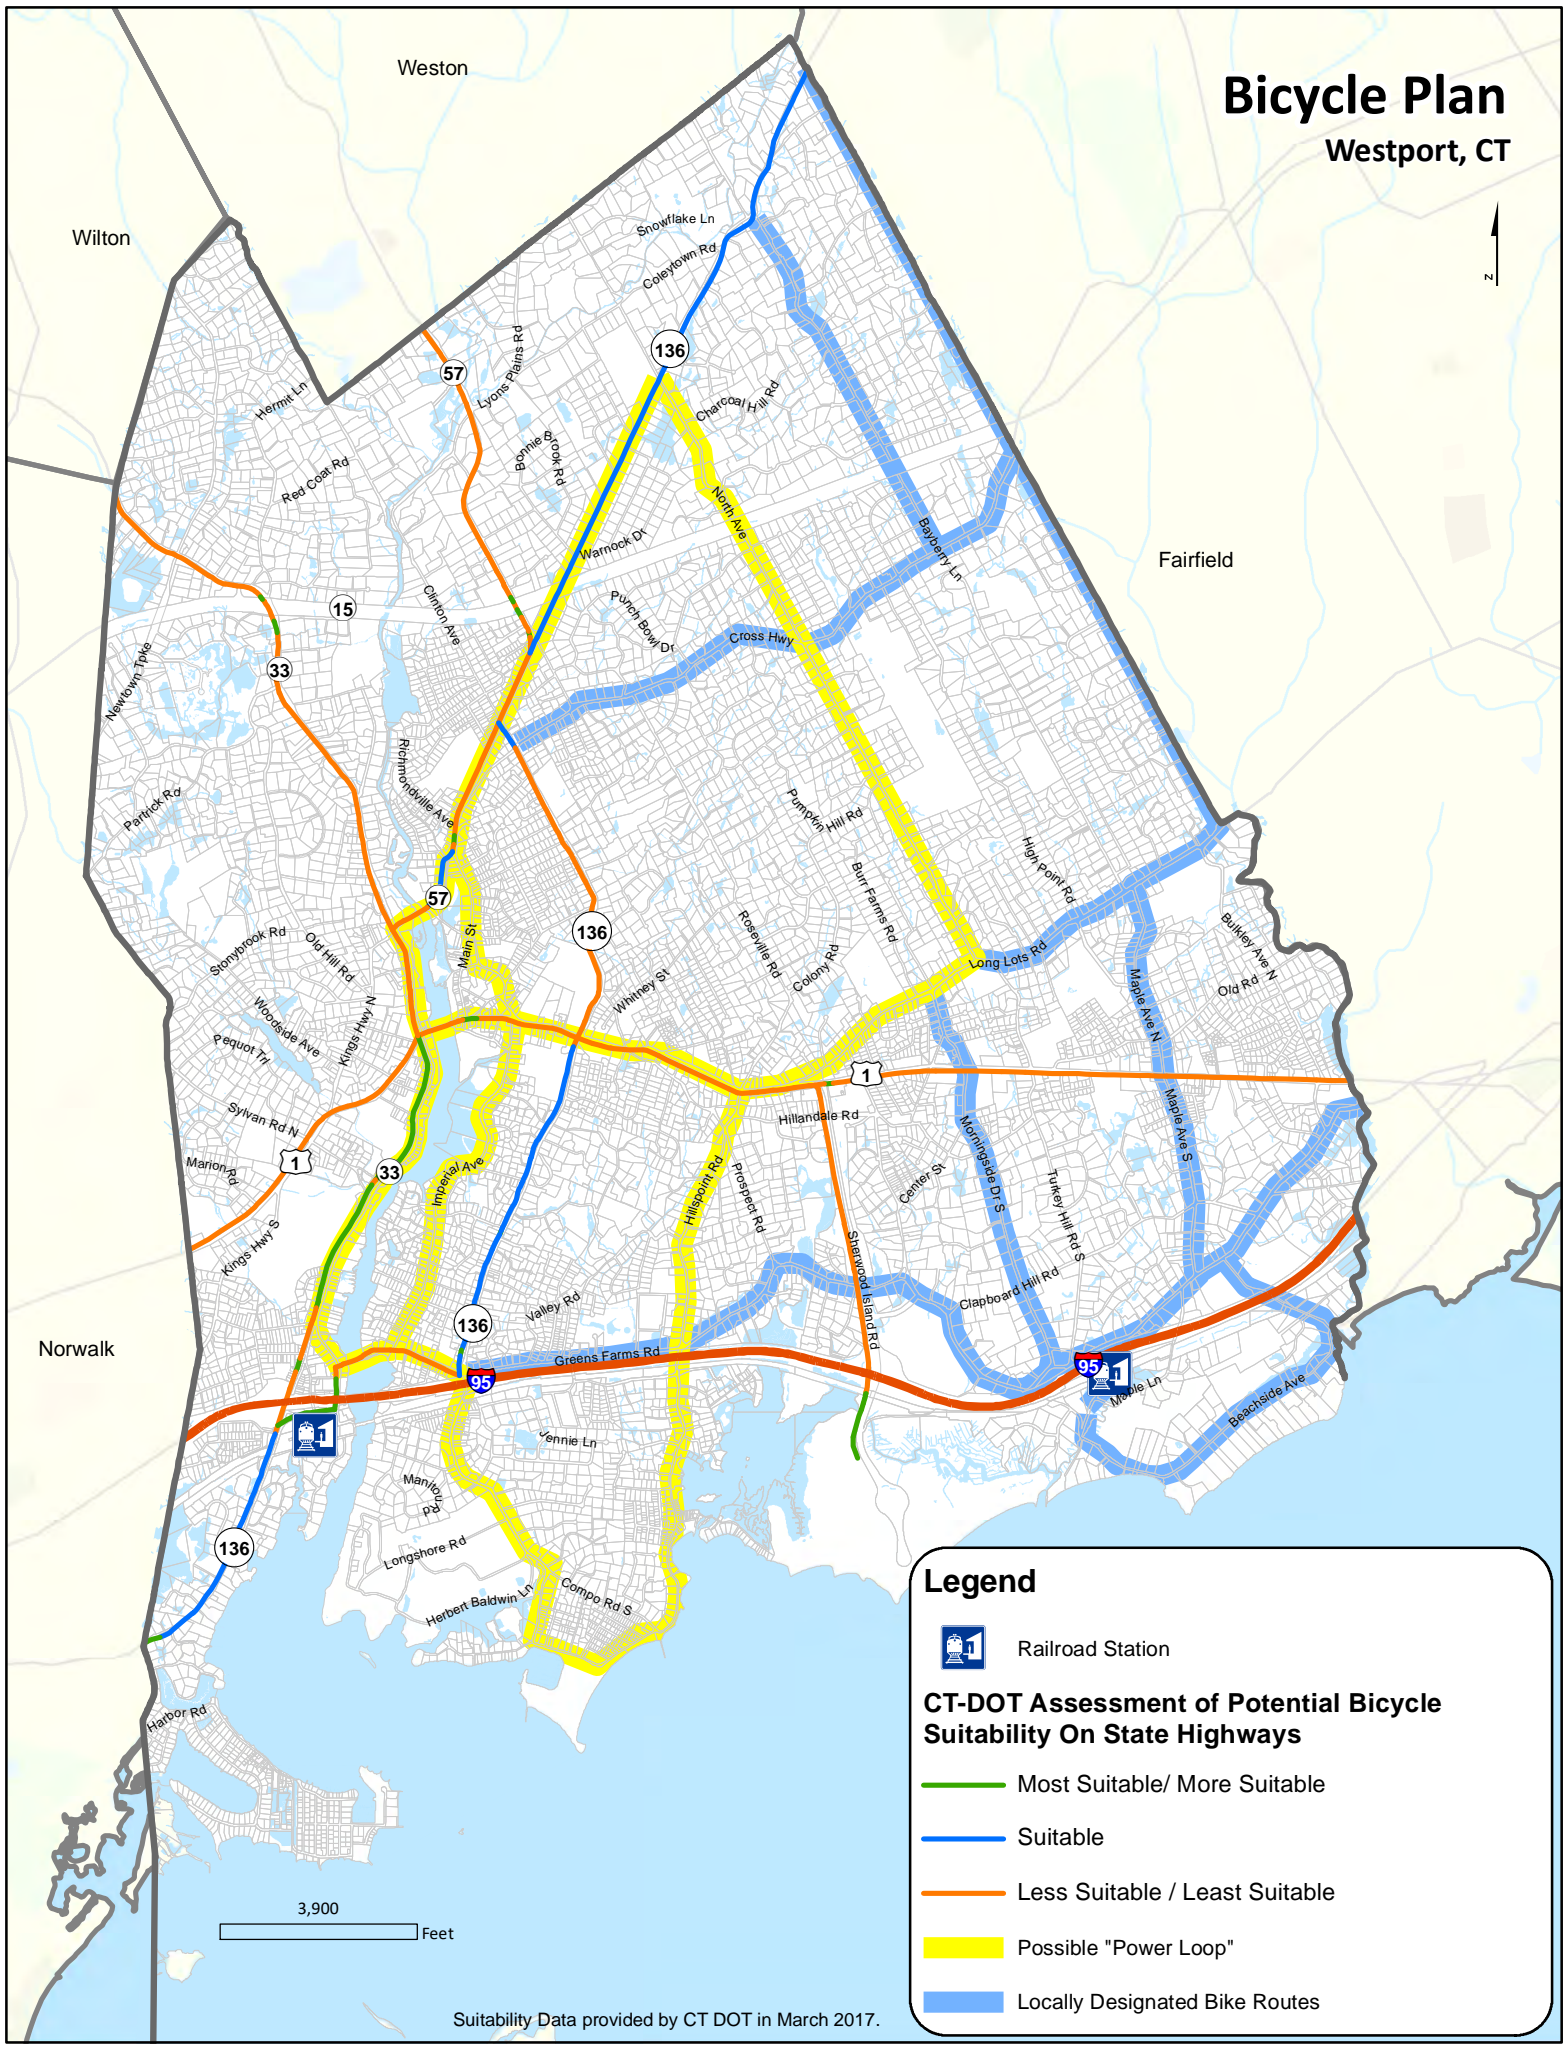 Weston
Bicycle Plan
Westport, CT
Wilton
Snowflake Ln
Coleytown Rd
N
136
57
Lyons Plains Rd
Hermit Ln
Charcoal Hill Rd
Bonnie Brook Rd
Red Coat Rd
North Ave
Warnock Dr
Bayberry Ln
Fairfield
15
Clinton Ave
Punch Bowl Dr
Cross Hwy
33
Newtown Tpke
Richmondville Ave
Partrick Rd
Pumpkin Hill Rd
High Point Rd
Burr Farms Rd
57
136
Main St
Roseville Rd
Colony Rd
Long Lots Rd
Bulkley Ave N
Old Rd
Stonybrook Rd
Old Hill Rd
Whitney St
Maple Ave N
Woodside Ave
Kings Hwy N
Pequot Trl
1
Sylvan Rd N
Hillandale Rd
Maple Ave S
Morningside Dr S
1
Marion Rd
33
Imperial Ave
Hillspoint Rd
Prospect Rd
Center St
Turkey Hill Rd S
Kings Hwy S
Sherwood Island Rd
Clapboard Hill Rd
Valley Rd
136
Norwalk
Greens Farms Rd
95
95
Maple Ln
Beachside Ave
Jennie Ln
Manitou Rd
136
Longshore Rd
Herbert Baldwin Ln
Compo Rd S
Harbor Rd
Legend
Railroad Station
CT-DOT Assessment of Potential Bicycle
Suitability On State Highways
Most Suitable/ More Suitable
Suitable
Less Suitable / Least Suitable
Possible "Power Loop"
Locally Designated Bike Routes
3,900
Feet
Suitability Data provided by CT DOT in March 2017.